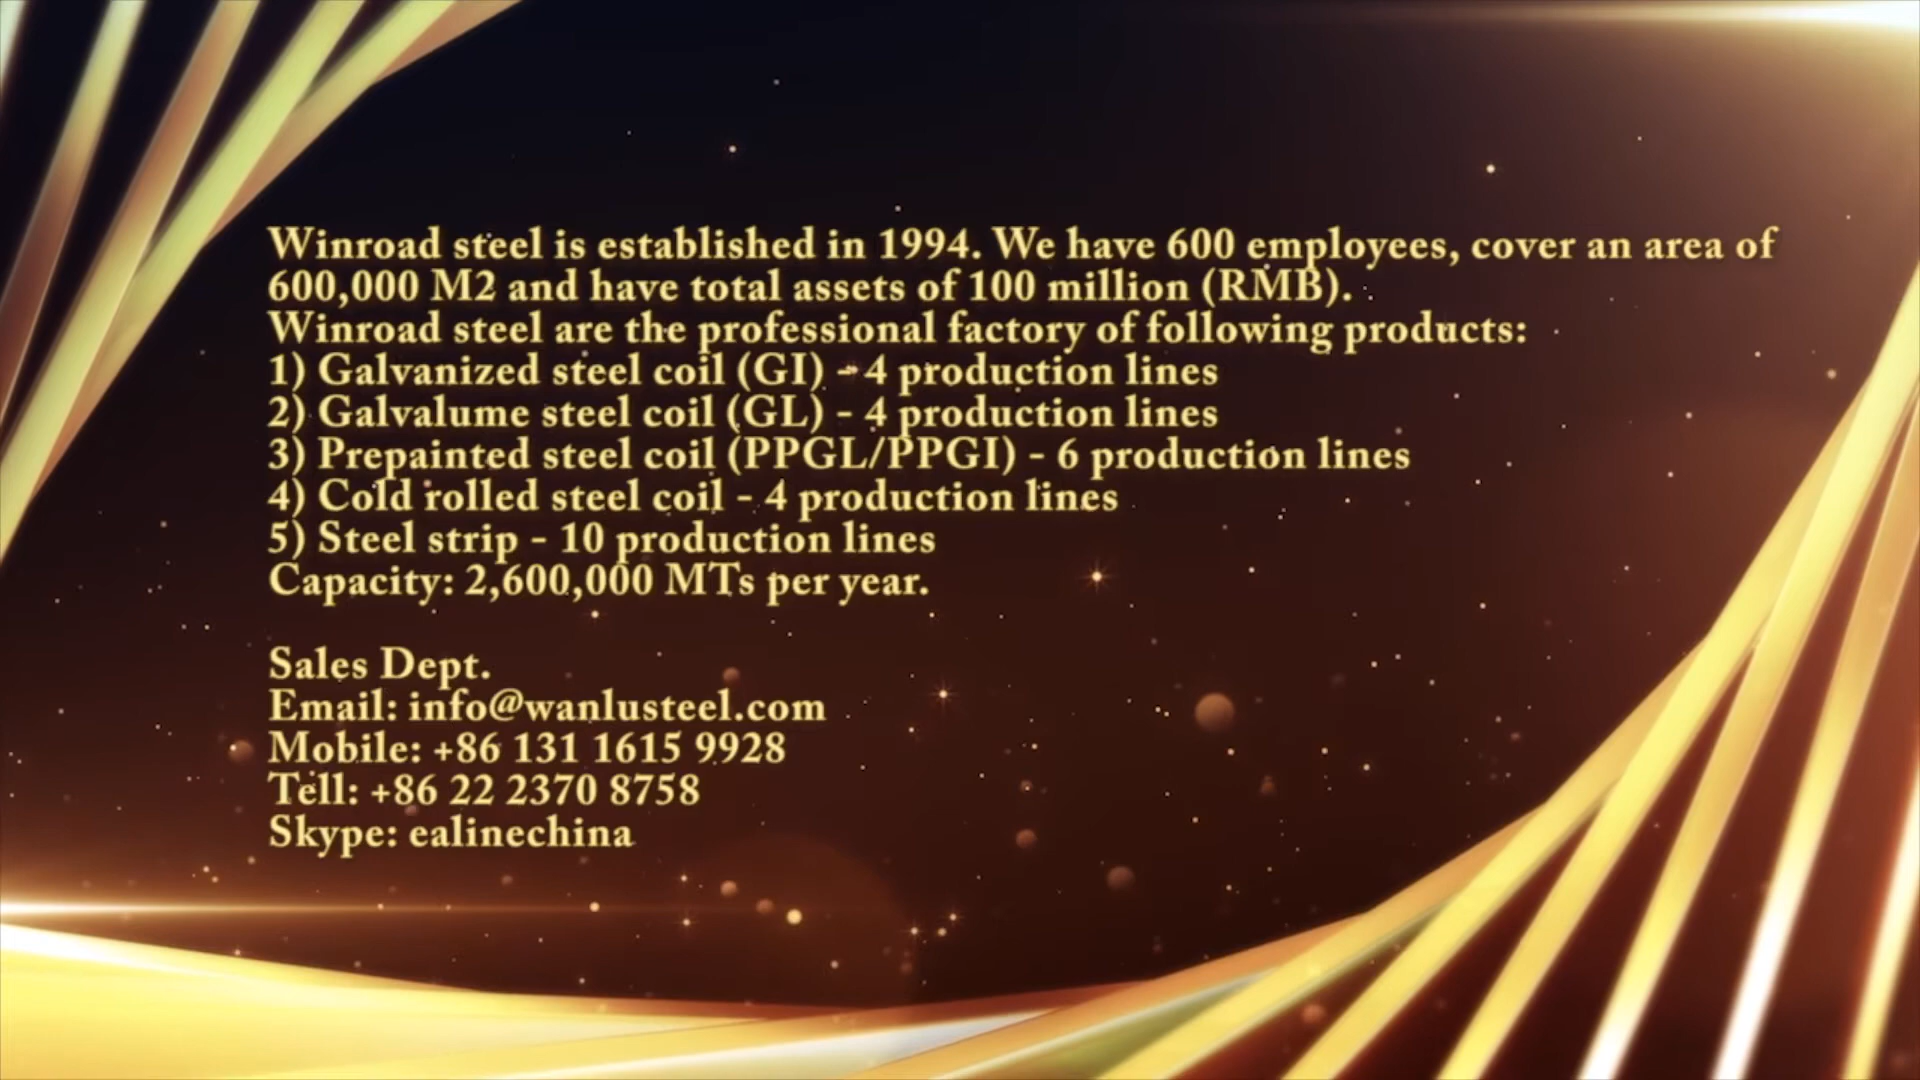 Winroad steel is established in 1994. We have 600 employees, cover an area of
600,000 M2 and have total assets of 100 million (RMB).
Winroad steel are the professional factory of following products:
1) Galvanized steel coil (GI) - 4 production lines
2) Galvalume steel coil (GL) - 4 production lines
3) Prepainted steel coil (PPGL/PPGI) - 6 production lines
4) Cold rolled steel coil - 4 production lines
5) Steel strip - 10 production lines
Capacity: 2,600,000 MTs per year.
Sales Dept.
Email: info@wanlusteel.com
Mobile: +86 131 1615 9928
Tell: +86 22 2370 8758
Skype: ealinechina